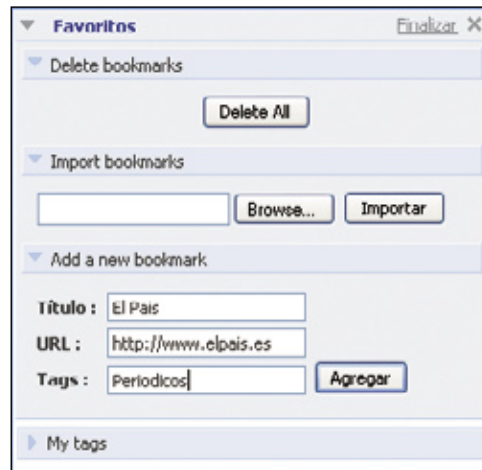 Favoritos Finalizar X
Delete bookmarks
Delete All
Import bookmarks
Browse... Importar
Add a new bookmark
Título : El Pais
URL : http://www.elpais.es
Tags : Periodicos Agregar
My tags